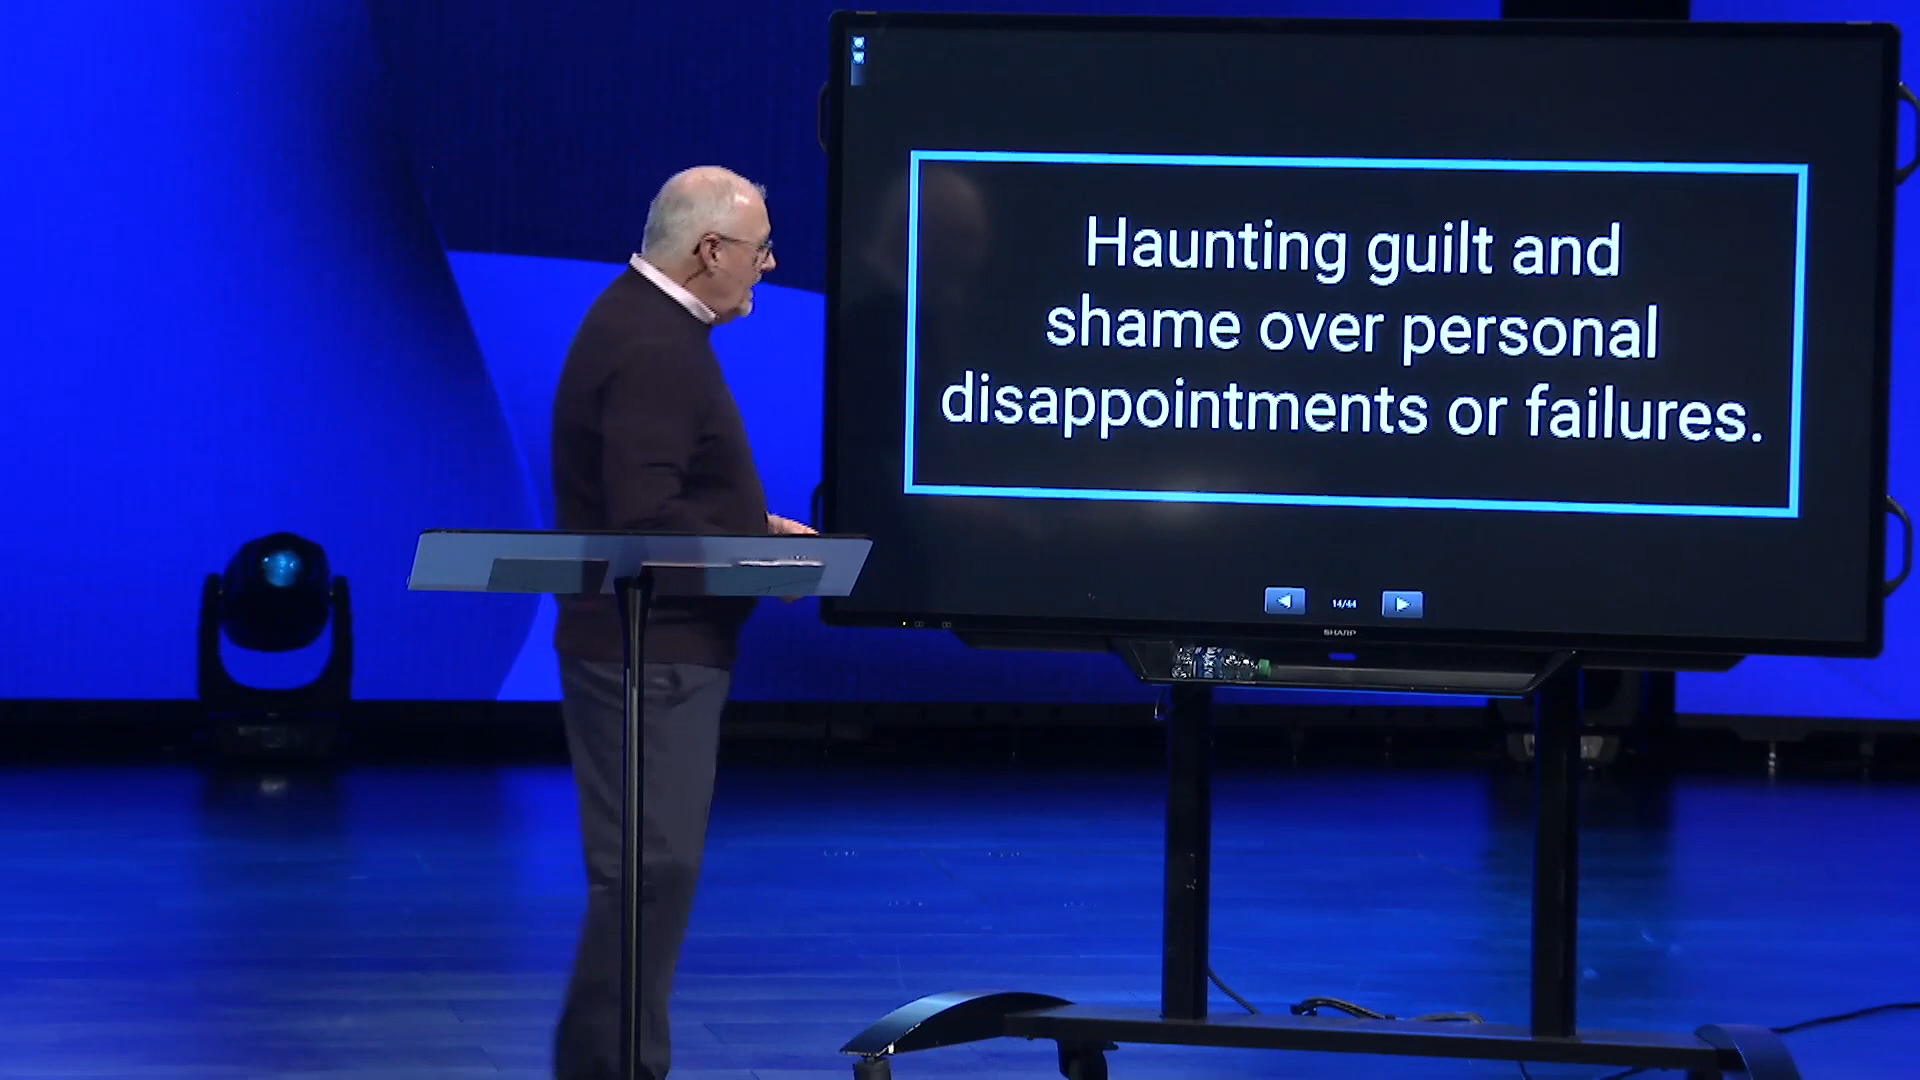 Haunting guilt and
shame over personal
disappointments or failures.
14/44
SHARP